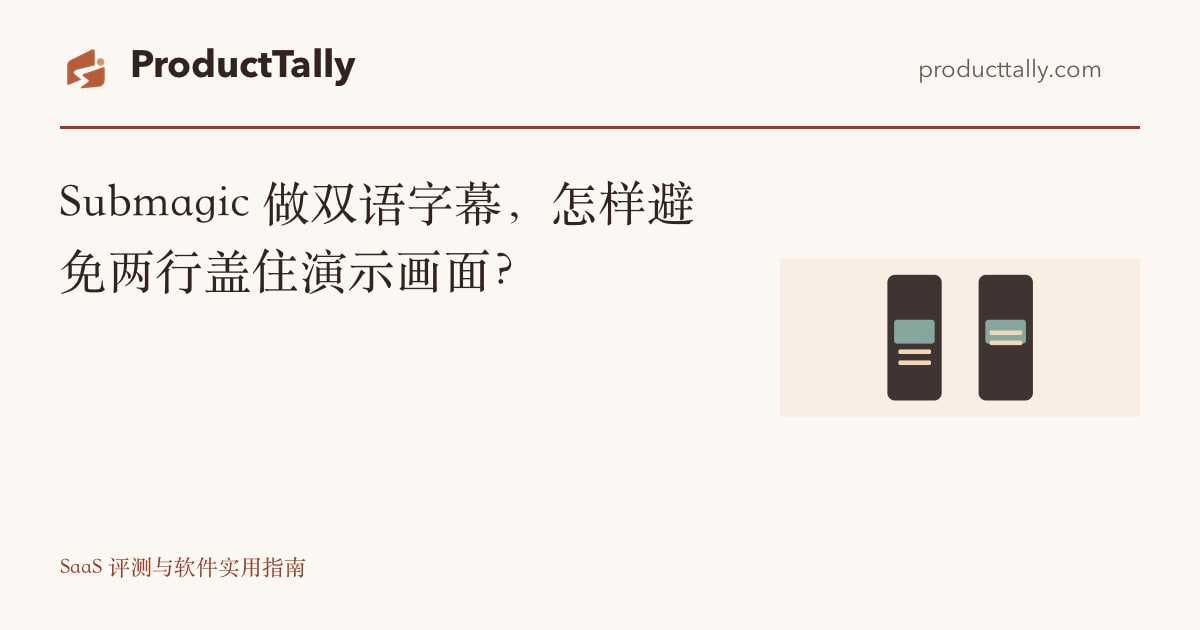 ProductTally
producttally.com
Submagic 做双语字幕，怎样避
免两行盖住演示画面？
SaaS 评测与软件实用指南